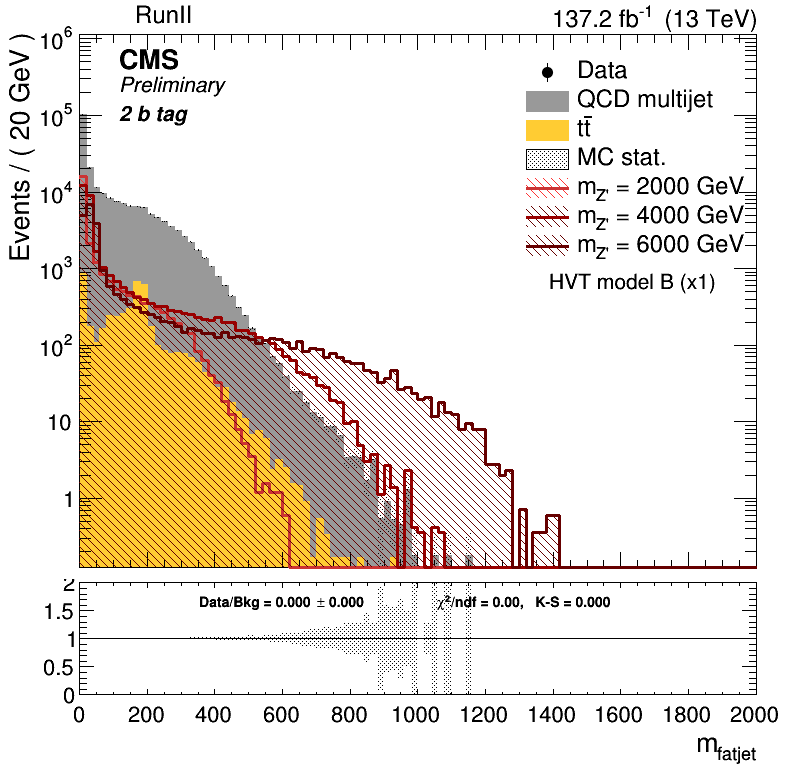 RunII
137.2 fb⁻¹ (13 TeV)
Events / ( 20 GeV )
10⁶
10⁵
10⁴
10³
10²
10
1
CMS
Preliminary
2 b tag
Data
QCD multijet
tt̄
MC stat.
m_Z' = 2000 GeV
m_Z' = 4000 GeV
m_Z' = 6000 GeV
HVT model B (x1)
2
1.5
1
0.5
0
Data/Bkg = 0.000 ± 0.000
χ²/ndf = 0.00, K-S = 0.000
0 200 400 600 800 1000 1200 1400 1600 1800 2000
m_fatjet